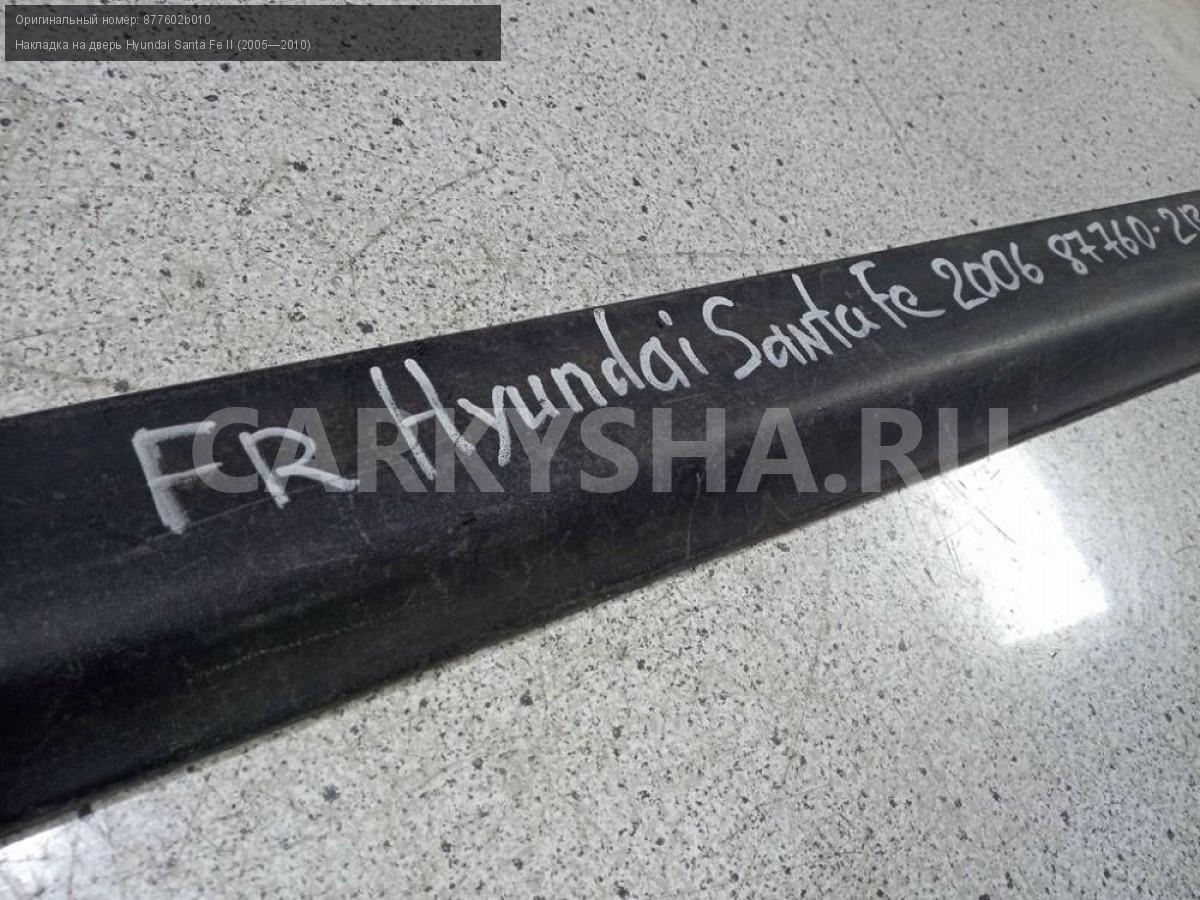 Оригинальный номер: 877602b010
Накладка на дверь Hyundai Santa Fe II (2005—2010)
FR Hyundai Santa Fe 2006 87760-2
CARKYSHA.RU